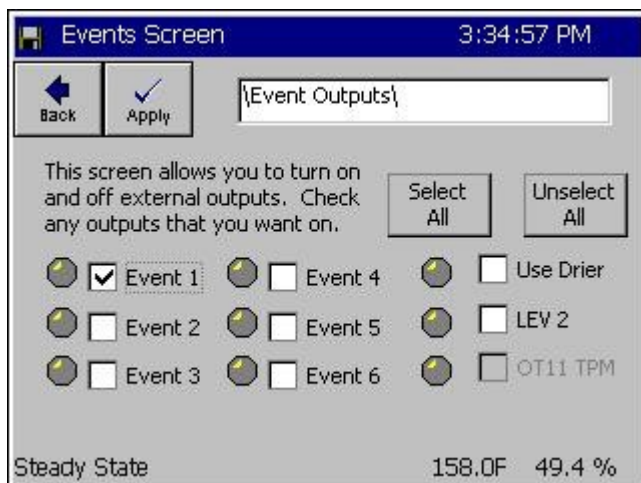 Events Screen 3:34:57 PM
Back
Apply
\Event Outputs\
This screen allows you to turn on
and off external outputs. Check
any outputs that you want on.
Select
All
Unselect
All
Event 1
Event 4
Use Drier
Event 2
Event 5
LEV 2
Event 3
Event 6
OT11 TPM
Steady State 158.0F 49.4 %